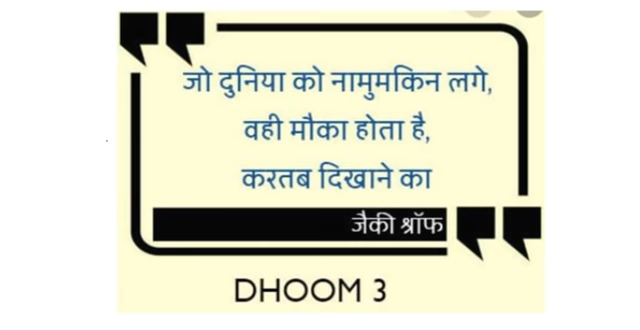 जो दुनिया को नामुमकिन लगे,
वही मौका होता है,
करतब दिखाने का
जैकी श्रॉफ
DHOOM 3